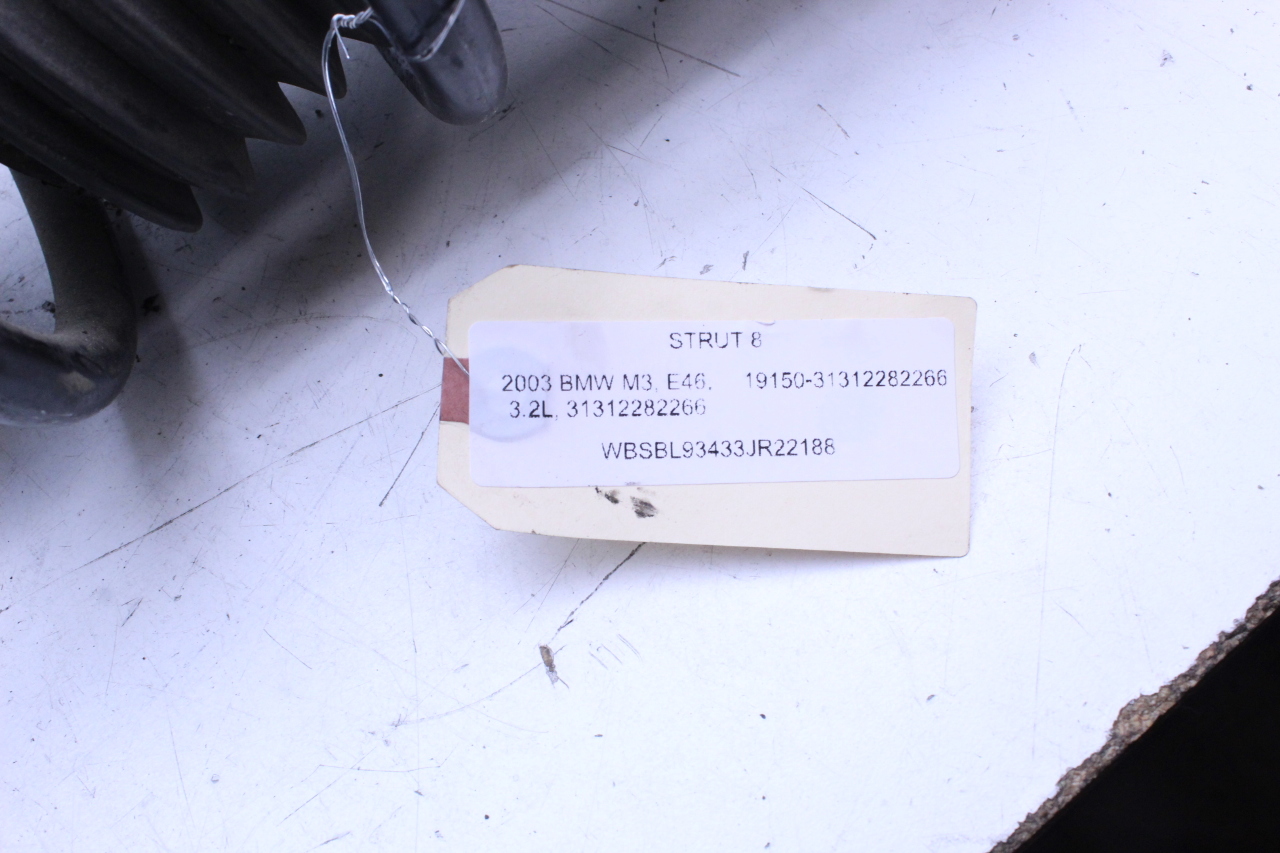 STRUT 8
2003 BMW M3, E46, 19150-31312282266
3.2L, 31312282266
WBSBL93433JR22188